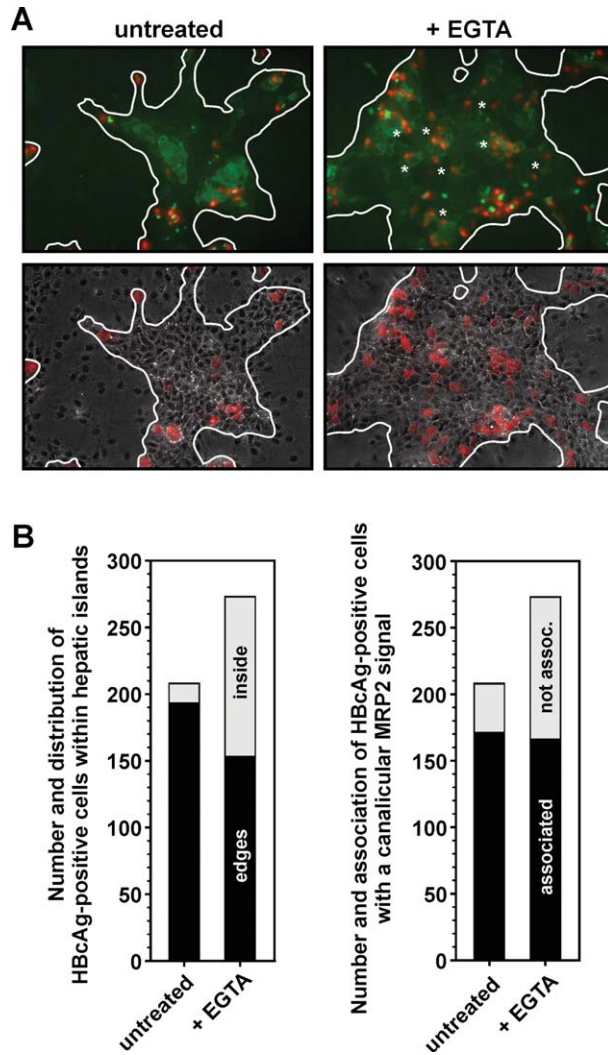 A
untreated
+ EGTA
*
*
*
*
*
*
*
*
B
Number and distribution of
HBcAg-positive cells within hepatic islands
300
250
200
150
100
50
0
inside
edges
untreated
+ EGTA
Number and association of HBcAg-positive cells
with a canalicular MRP2 signal
300
250
200
150
100
50
0
not assoc.
associated
untreated
+ EGTA